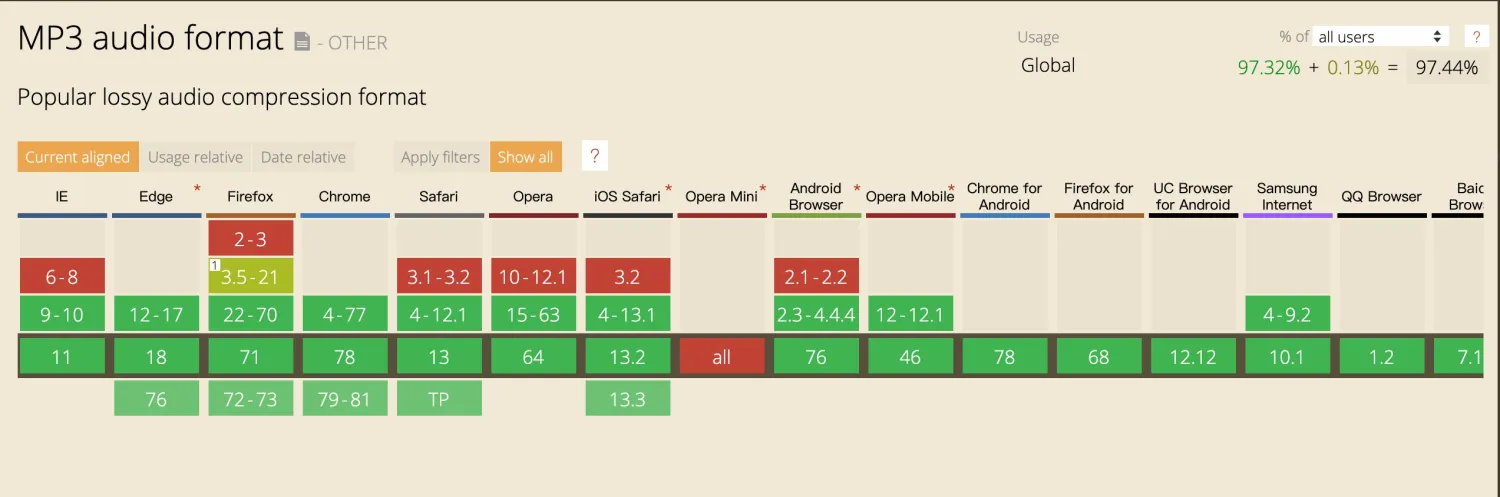 MP3 audio format - OTHER
Usage % of all users ?
Global 97.32% + 0.13% = 97.44%
Popular lossy audio compression format
Current aligned Usage relative Date relative Apply filters Show all ?
IE Edge * Firefox Chrome Safari Opera iOS Safari * Opera Mini * Android Browser * Opera Mobile * Chrome for Android Firefox for Android UC Browser for Android Samsung Internet QQ Browser
2-3
6-8 1 3.5-21 3.1-3.2 10-12.1 3.2 2.1-2.2
9-10 12-17 22-70 4-77 4-12.1 15-63 4-13.1 2.3-4.4.4 12-12.1 4-9.2
11 18 71 78 13 64 13.2 all 76 46 78 68 12.12 10.1 1.2 7.1
76 72-73 79-81 TP 13.3